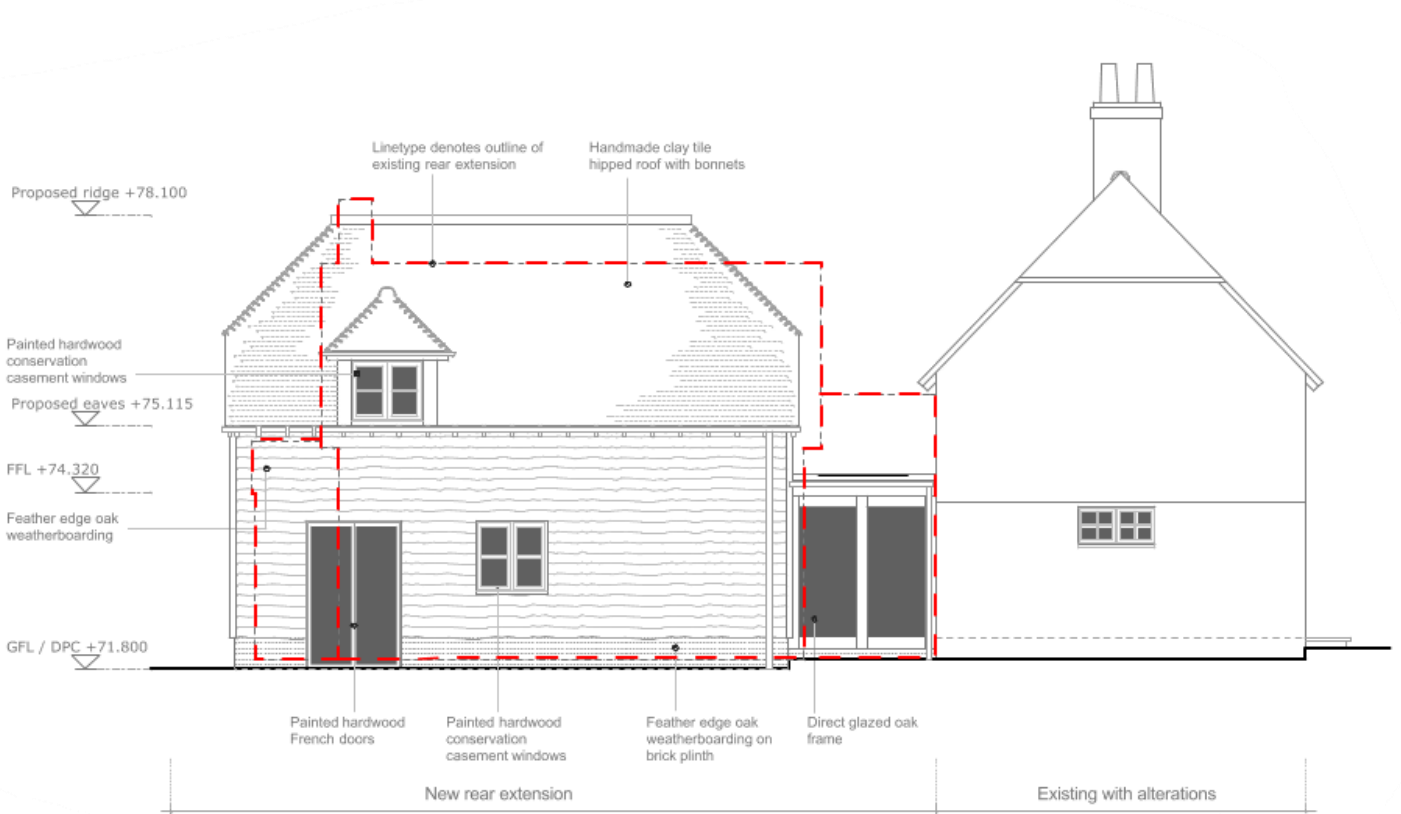 Linetype denotes outline of
existing rear extension
Handmade clay tile
hipped roof with bonnets
Proposed ridge +78.100
Painted hardwood
conservation
casement windows
Proposed eaves +75.115
FFL +74.320
Feather edge oak
weatherboarding
GFL / DPC +71.800
Painted hardwood
French doors
Painted hardwood
conservation
casement windows
Feather edge oak
weatherboarding on
brick plinth
Direct glazed oak
frame
New rear extension
Existing with alterations